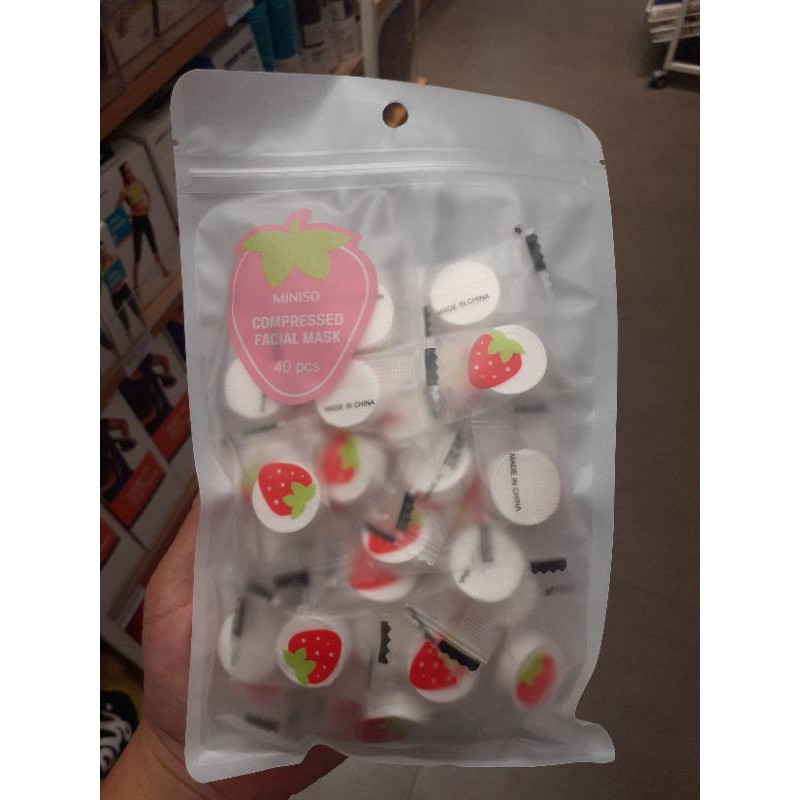 MINISO
COMPRESSED
FACIAL MASK
40 pcs
MADE IN CHINA
MADE IN CHINA
MADE IN CHINA